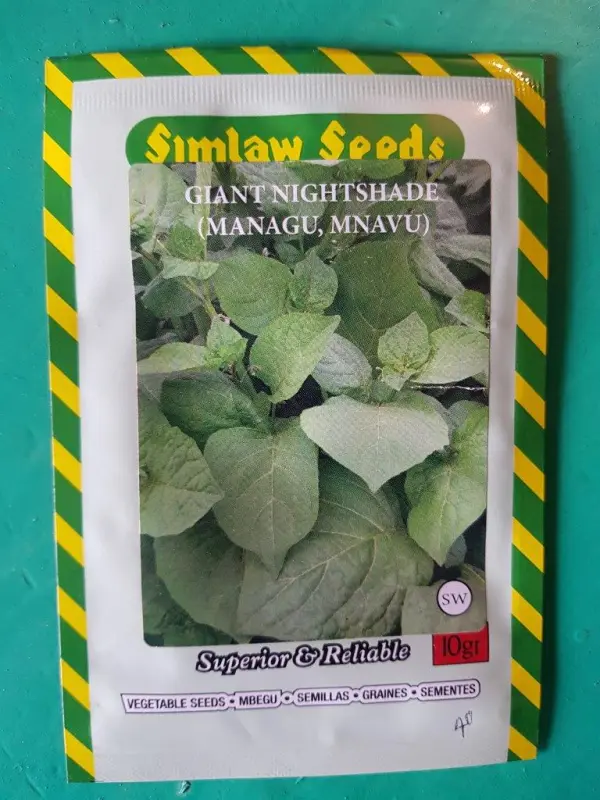 Simlaw Seeds
GIANT NIGHTSHADE
(MANAGU, MNAVU)
SW
Superior & Reliable
10gr
VEGETABLE SEEDS • MBEGU • SEMILLAS • GRAINES • SEMENTES